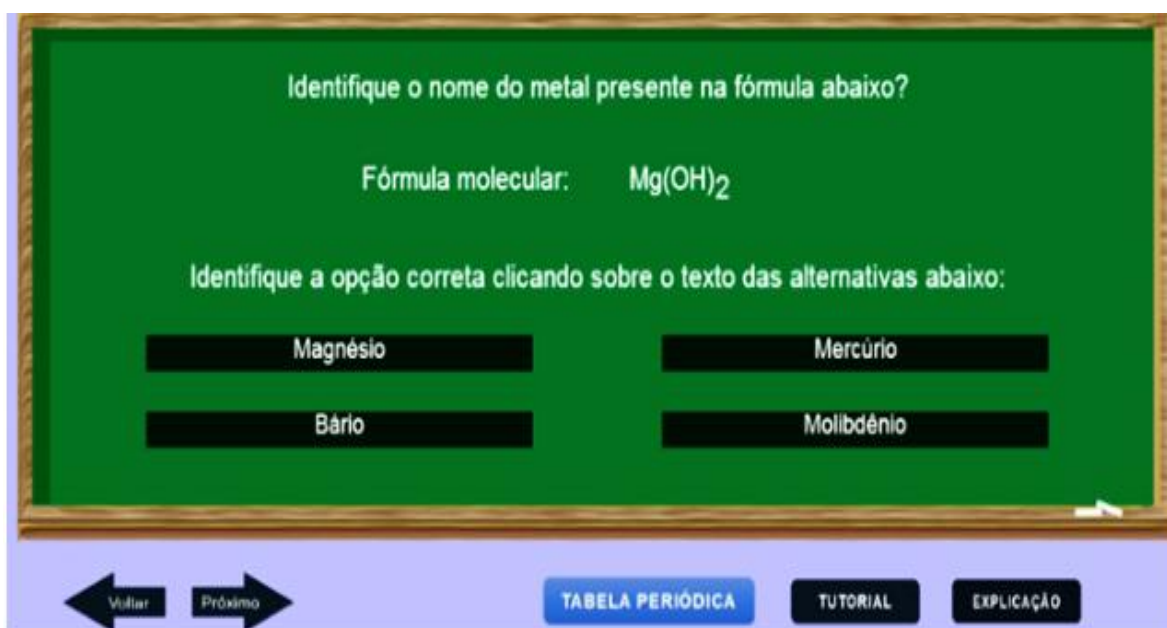 Identifique o nome do metal presente na fórmula abaixo?
Fórmula molecular: Mg(OH)2
Identifique a opção correta clicando sobre o texto das alternativas abaixo:
Magnésio
Mercúrio
Bário
Molibdênio
Voltar
Próximo
TABELA PERIÓDICA
TUTORIAL
EXPLICAÇÃO